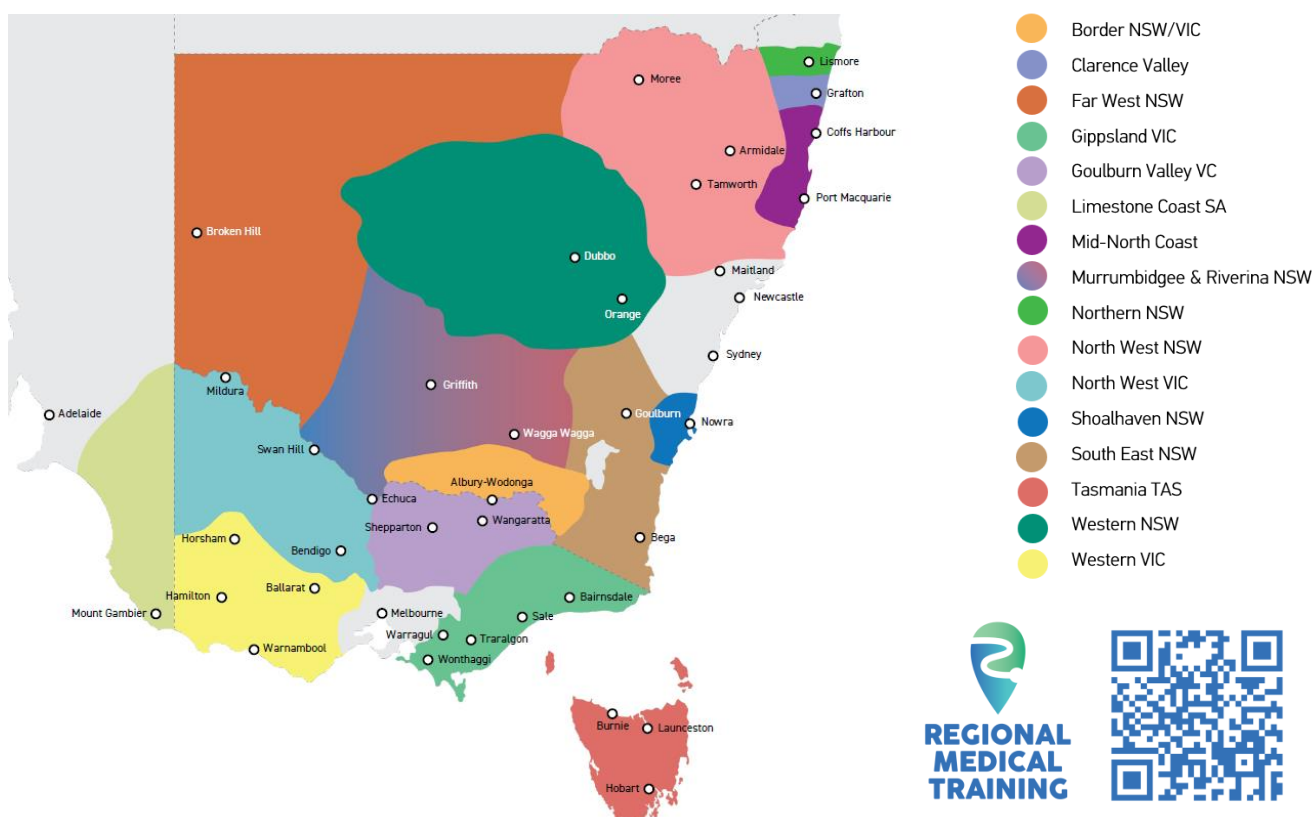 Border NSW/VIC
Clarence Valley
Far West NSW
Gippsland VIC
Goulburn Valley VC
Limestone Coast SA
Mid-North Coast
Murrumbidgee & Riverina NSW
Northern NSW
North West NSW
North West VIC
Shoalhaven NSW
South East NSW
Tasmania TAS
Western NSW
Western VIC
Lismore
Moree
Grafton
Coffs Harbour
Armidale
Tamworth
Port Macquarie
Broken Hill
Dubbo
Maitland
Newcastle
Orange
Sydney
Mildura
Griffith
Adelaide
Goulburn
Nowra
Wagga Wagga
Swan Hill
Albury-Wodonga
Echuca
Shepparton
Wangaratta
Horsham
Bega
Bendigo
Ballarat
Hamilton
Bairnsdale
Mount Gambier
Melbourne
Sale
Warragul
Traralgon
Warnambool
Wonthaggi
Burnie
Launceston
Hobart
REGIONAL
MEDICAL
TRAINING